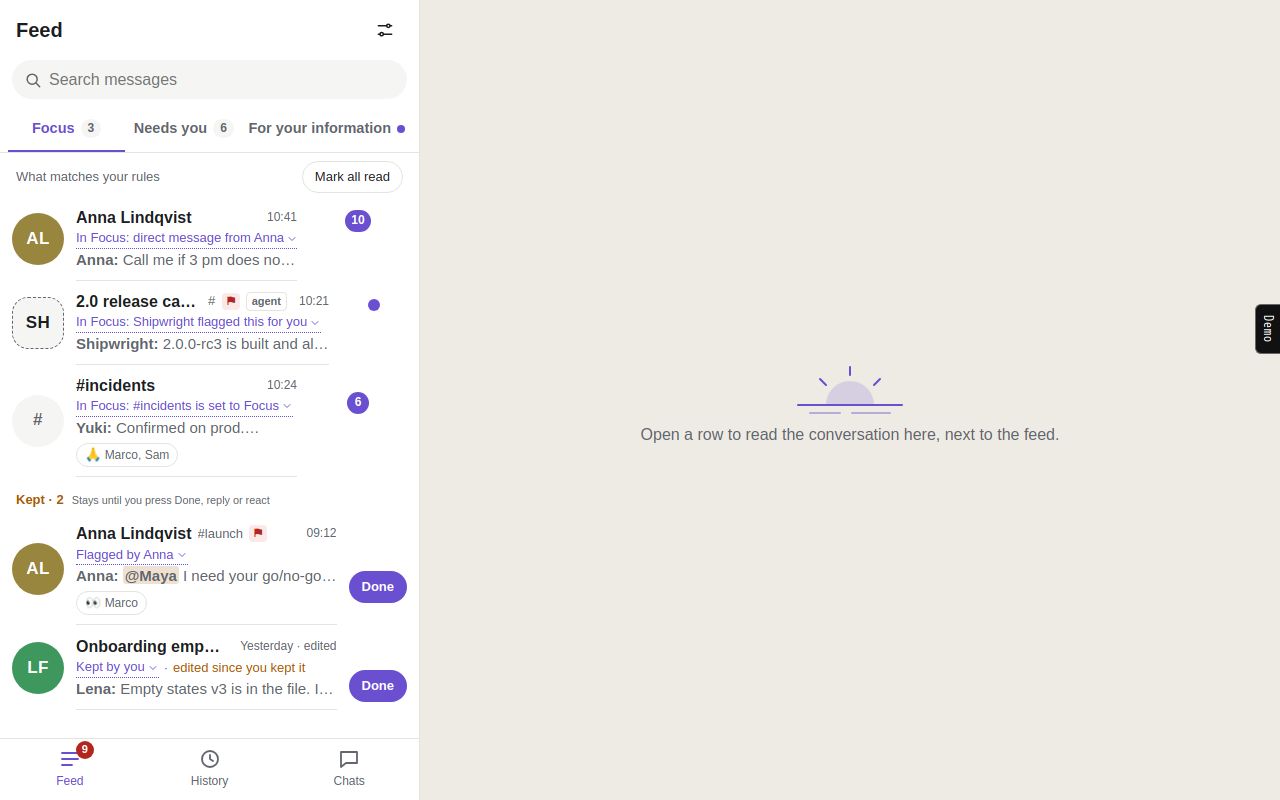 Feed
Search messages
Focus 3 Needs you 6 For your information
What matches your rules Mark all read
AL Anna Lindqvist 10:41 10
In Focus: direct message from Anna
Anna: Call me if 3 pm does no…
SH 2.0 release ca… # agent 10:21
In Focus: Shipwright flagged this for you
Shipwright: 2.0.0-rc3 is built and al…
# #incidents 10:24 6
In Focus: #incidents is set to Focus
Yuki: Confirmed on prod.…
🙏 Marco, Sam
Kept · 2 Stays until you press Done, reply or react
AL Anna Lindqvist #launch 09:12
Flagged by Anna
Anna: @Maya I need your go/no-go… Done
👀 Marco
LF Onboarding emp… Yesterday · edited
Kept by you · edited since you kept it
Lena: Empty states v3 is in the file. I… Done
9
Feed History Chats
Open a row to read the conversation here, next to the feed.
Demo